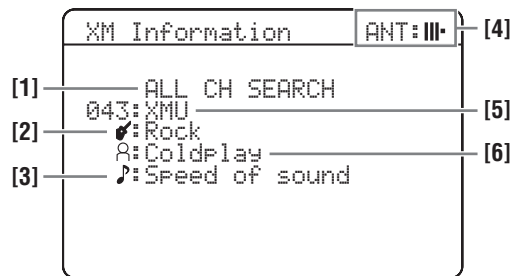 XM Information ANT: [4]
[1] ALL CH SEARCH
043:XMU [5]
[2] :Rock
:Coldplay [6]
[3] :Speed of sound